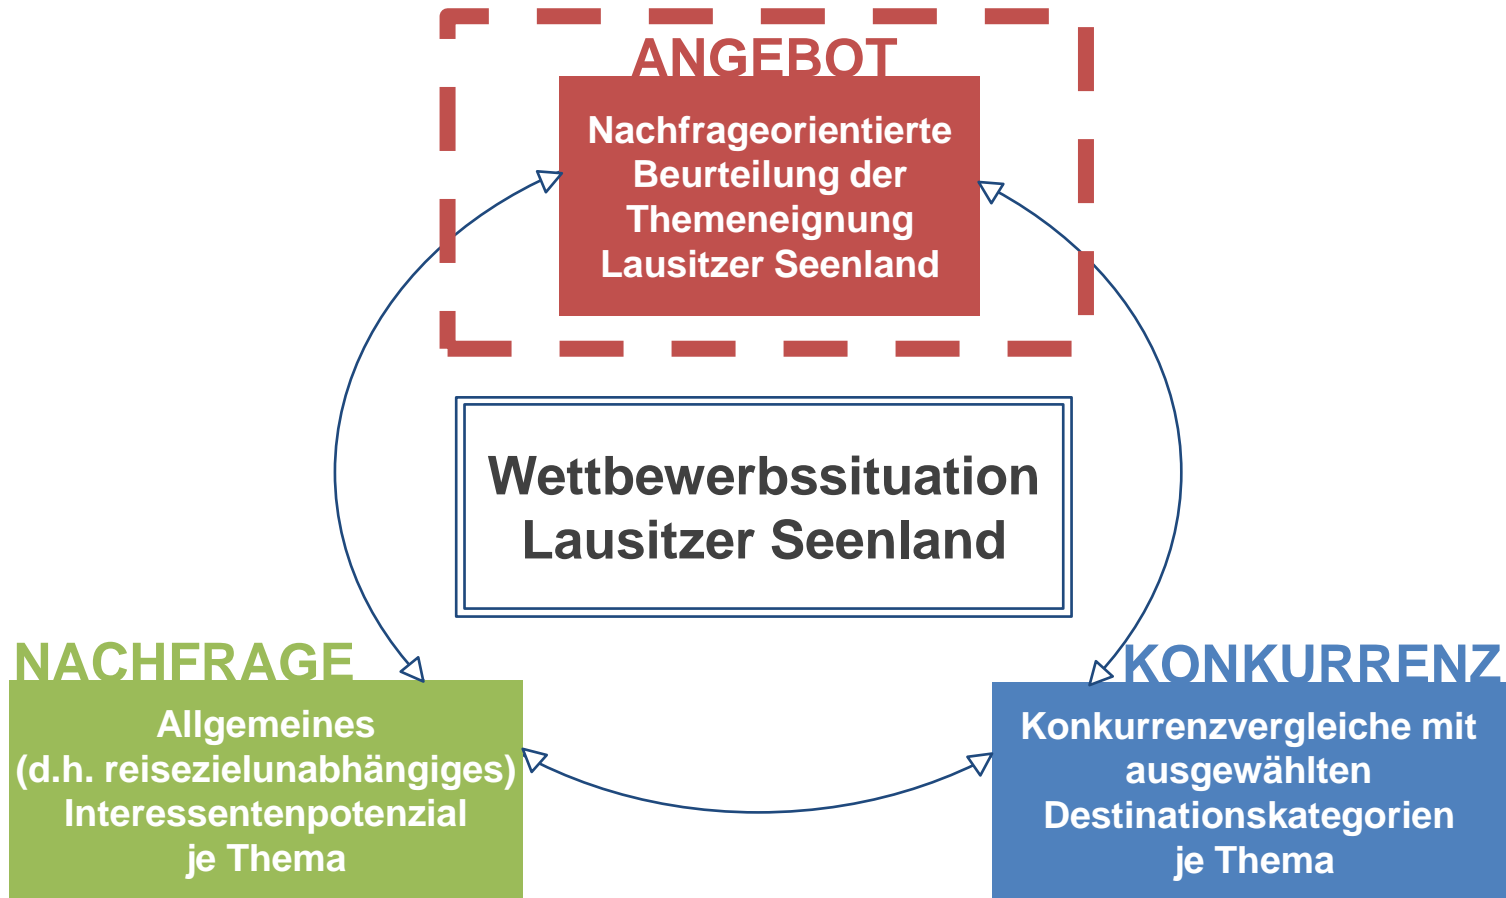 ANGEBOT
Nachfrageorientierte
Beurteilung der
Themeneignung
Lausitzer Seenland
Wettbewerbssituation
Lausitzer Seenland
NACHFRAGE
Allgemeines
(d.h. reisezielunabhängiges)
Interessentenpotenzial
je Thema
KONKURRENZ
Konkurrenzvergleiche mit
ausgewählten
Destinationskategorien
je Thema